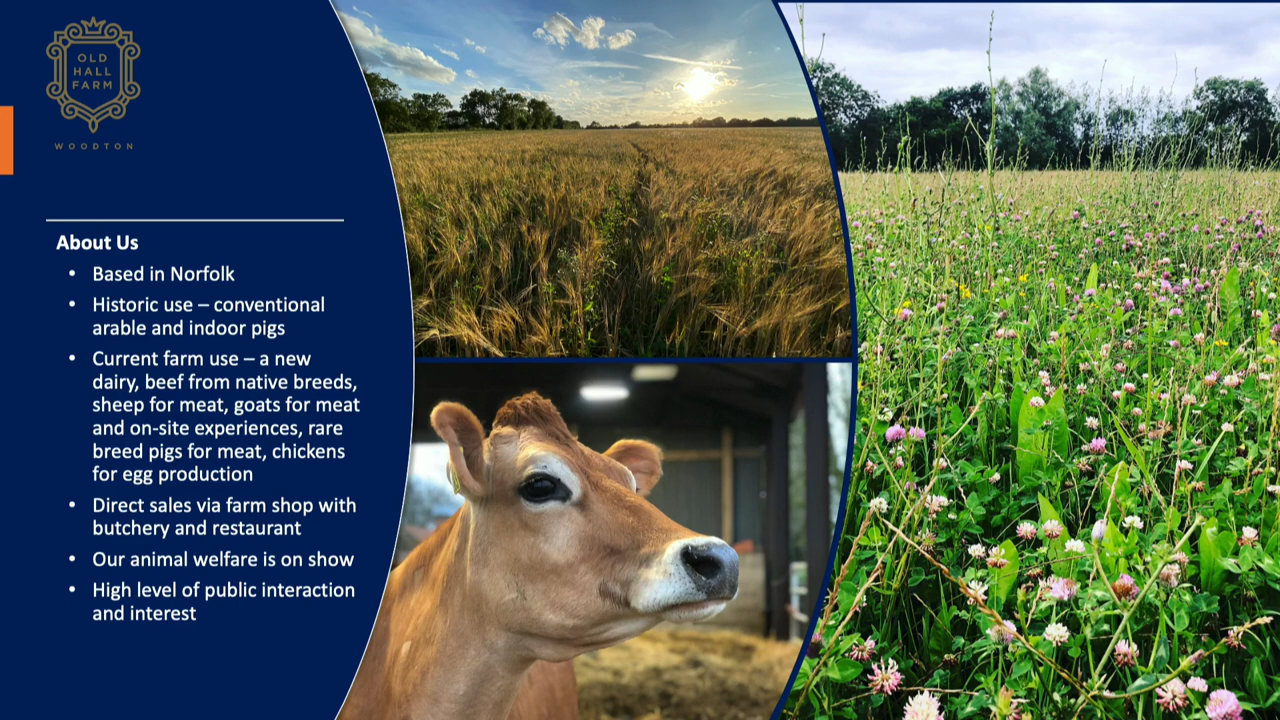 OLD
HALL
FARM
WOODTON
About Us
• Based in Norfolk
• Historic use – conventional
arable and indoor pigs
• Current farm use – a new
dairy, beef from native breeds,
sheep for meat, goats for meat
and on-site experiences, rare
breed pigs for meat, chickens
for egg production
• Direct sales via farm shop with
butchery and restaurant
• Our animal welfare is on show
• High level of public interaction
and interest